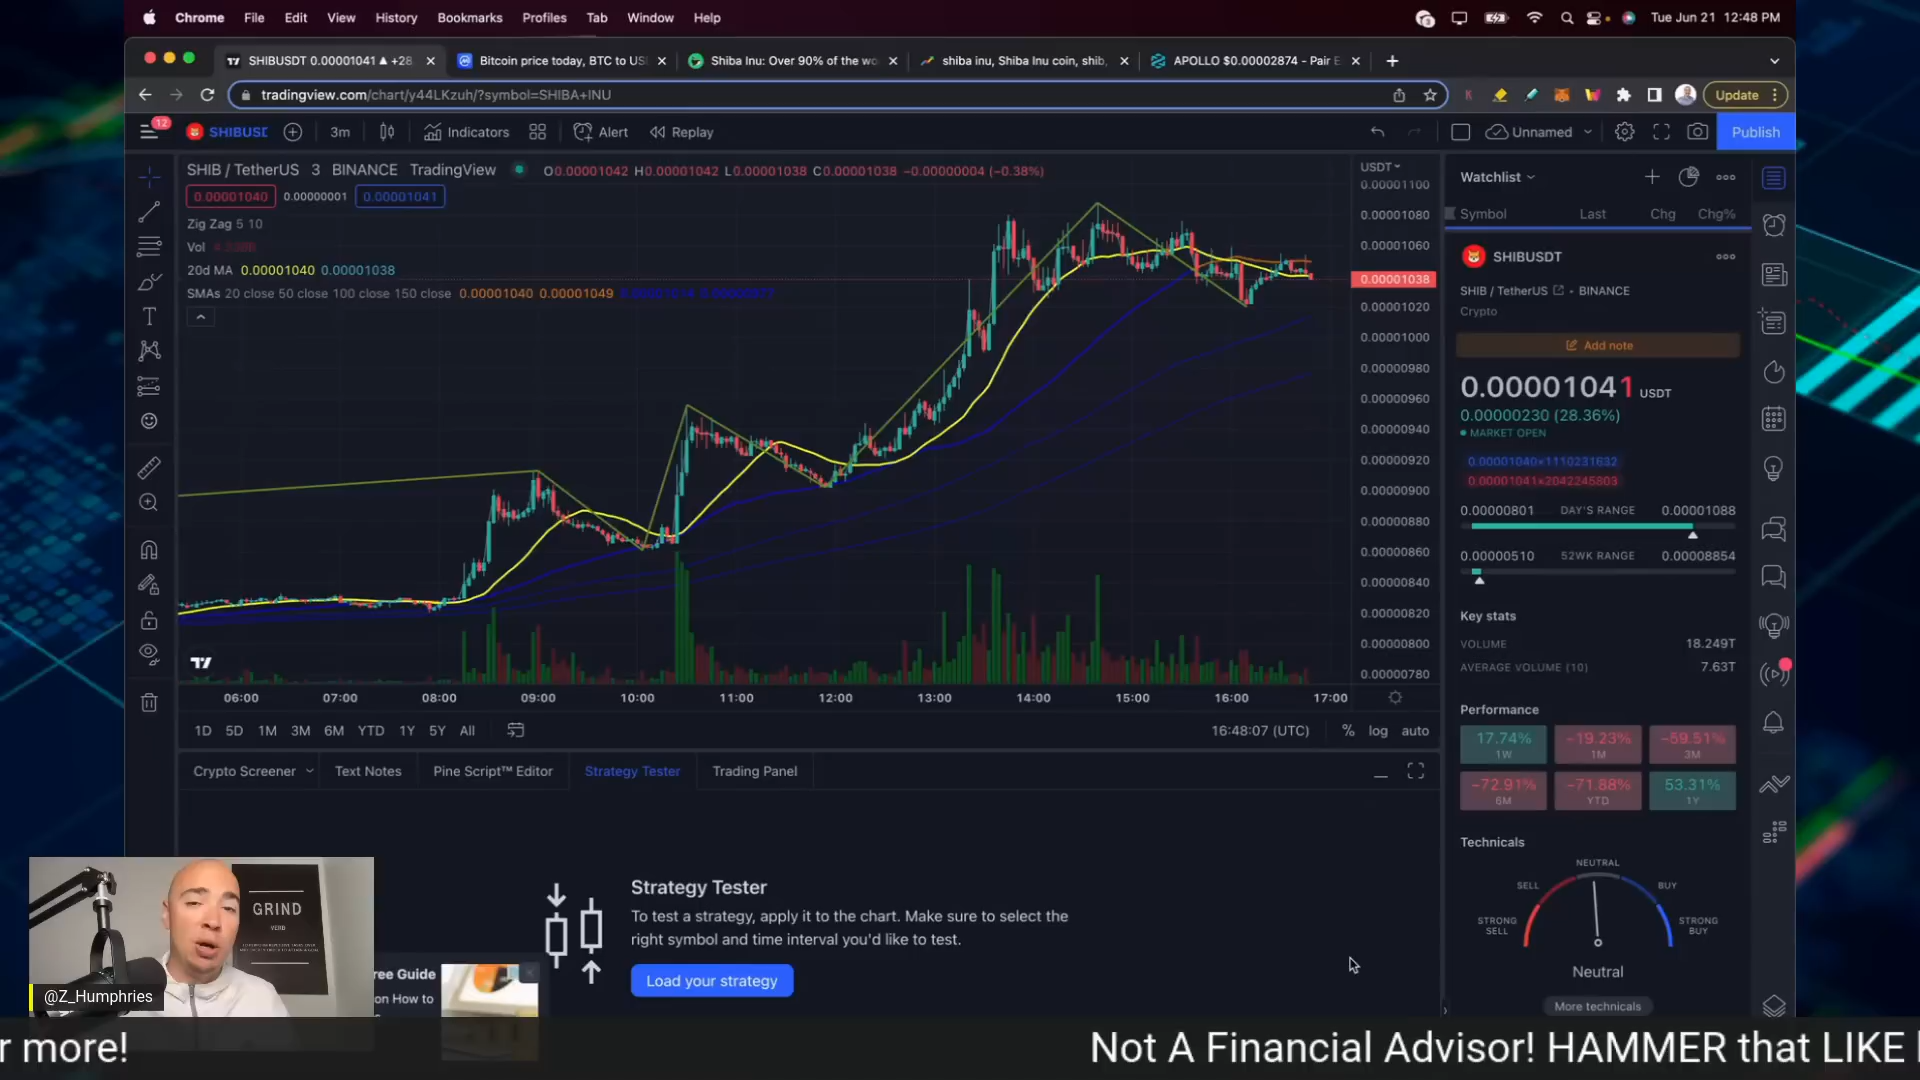 Chrome File Edit View History Bookmarks Profiles Tab Window Help
Tue Jun 21 12:48 PM
SHIBUSDT 0.00001041 ▲ +28
Bitcoin price today, BTC to US
Shiba Inu: Over 90% of the wo
shiba inu, Shiba Inu coin, shib,
APOLLO $0.00002874 - Pair E
tradingview.com/chart/y44LKzuh/?symbol=SHIBA+INU
Update
12
SHIBUSD
3m
Indicators
Alert
Replay
Unnamed
Publish
SHIB / TetherUS 3 BINANCE TradingView
O0.00001042 H0.00001042 L0.00001038 C0.00001038 −0.00000004 (−0.38%)
0.00001040 0.00000001 0.00001041
Zig Zag 5 10
Vol
20d MA 0.00001040 0.00001038
SMAs 20 close 50 close 100 close 150 close 0.00001040 0.00001049
USDT
0.00001100
0.00001080
0.00001060
0.00001038
0.00001020
0.00001000
0.00000980
0.00000960
0.00000940
0.00000920
0.00000900
0.00000880
0.00000860
0.00000840
0.00000820
0.00000800
0.00000780
06:00 07:00 08:00 09:00 10:00 11:00 12:00 13:00 14:00 15:00 16:00 17:00
1D 5D 1M 3M 6M YTD 1Y 5Y All
16:48:07 (UTC) % log auto
Crypto Screener Text Notes Pine Script™ Editor Strategy Tester Trading Panel
Strategy Tester
To test a strategy, apply it to the chart. Make sure to select the
right symbol and time interval you'd like to test.
Load your strategy
Watchlist
Symbol Last Chg Chg%
SHIBUSDT
SHIB / TetherUS • BINANCE
Crypto
Add note
0.00001041 USDT
0.00000230 (28.36%)
MARKET OPEN
0.00001040×1110231632
0.00001041×2042245803
0.00000801 DAY'S RANGE 0.00001088
0.00000510 52WK RANGE 0.00008854
Key stats
VOLUME 18.249T
AVERAGE VOLUME (10) 7.63T
Performance
17.74% −19.23% −59.51%
1W 1M 3M
−72.91% −71.88% 53.31%
6M YTD 1Y
Technicals
NEUTRAL
SELL BUY
STRONG SELL STRONG BUY
Neutral
More technicals
GRIND
VERB
@Z_Humphries
ree Guide
on How to
r more!
Not A Financial Advisor! HAMMER that LIKE